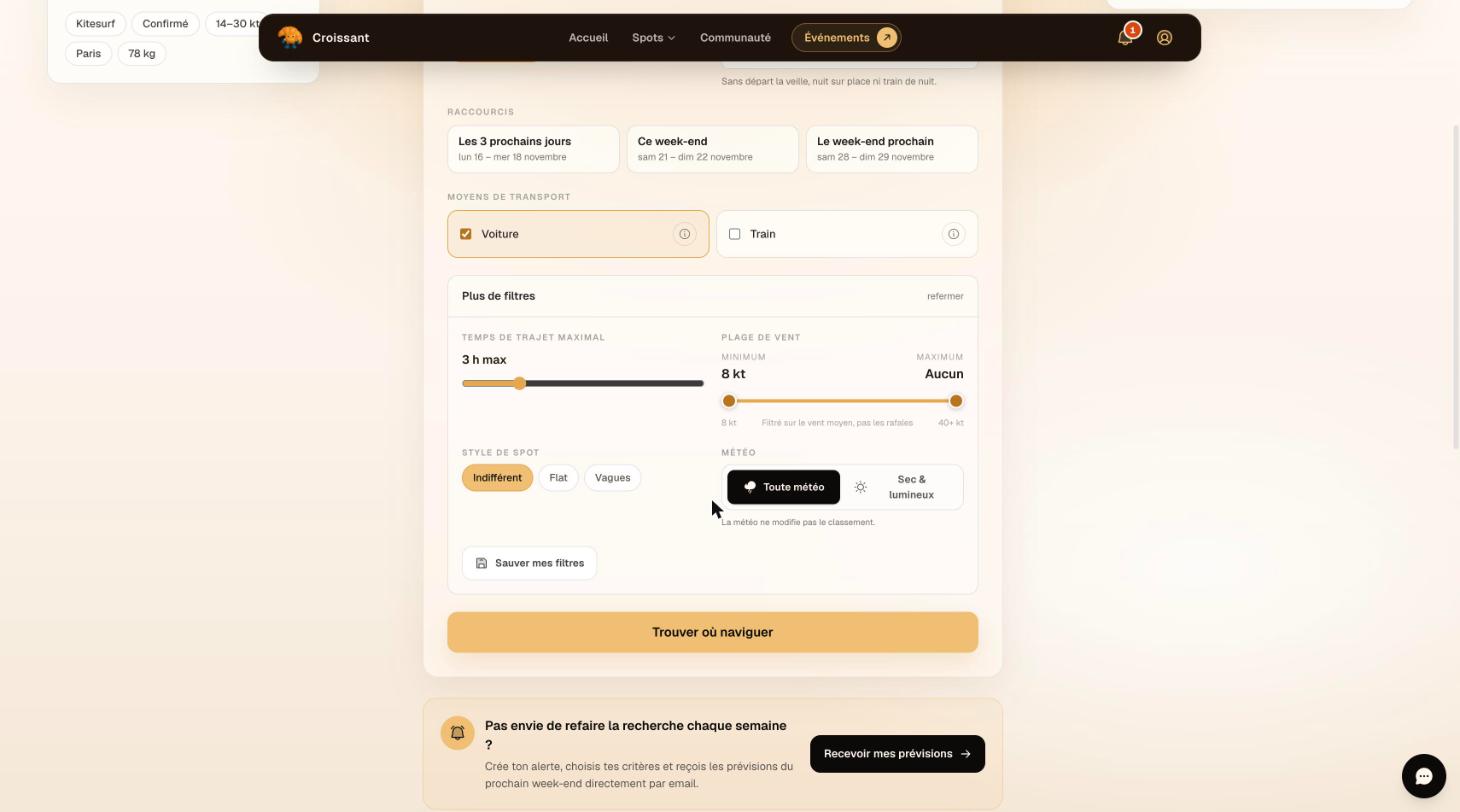 Kitesurf
Confirmé
14–30 kt
Paris
78 kg
Croissant
Accueil
Spots
Communauté
Événements
1
Sans départ la veille, nuit sur place ni train de nuit.
RACCOURCIS
Les 3 prochains jours
lun 16 – mer 18 novembre
Ce week-end
sam 21 – dim 22 novembre
Le week-end prochain
sam 28 – dim 29 novembre
MOYENS DE TRANSPORT
Voiture
Train
Plus de filtres
refermer
TEMPS DE TRAJET MAXIMAL
3 h max
PLAGE DE VENT
MINIMUM
MAXIMUM
8 kt
Aucun
8 kt
Filtré sur le vent moyen, pas les rafales
40+ kt
STYLE DE SPOT
Indifférent
Flat
Vagues
MÉTÉO
Toute météo
Sec &
lumineux
La météo ne modifie pas le classement.
Sauver mes filtres
Trouver où naviguer
Pas envie de refaire la recherche chaque semaine
?
Crée ton alerte, choisis tes critères et reçois les prévisions du
prochain week-end directement par email.
Recevoir mes prévisions